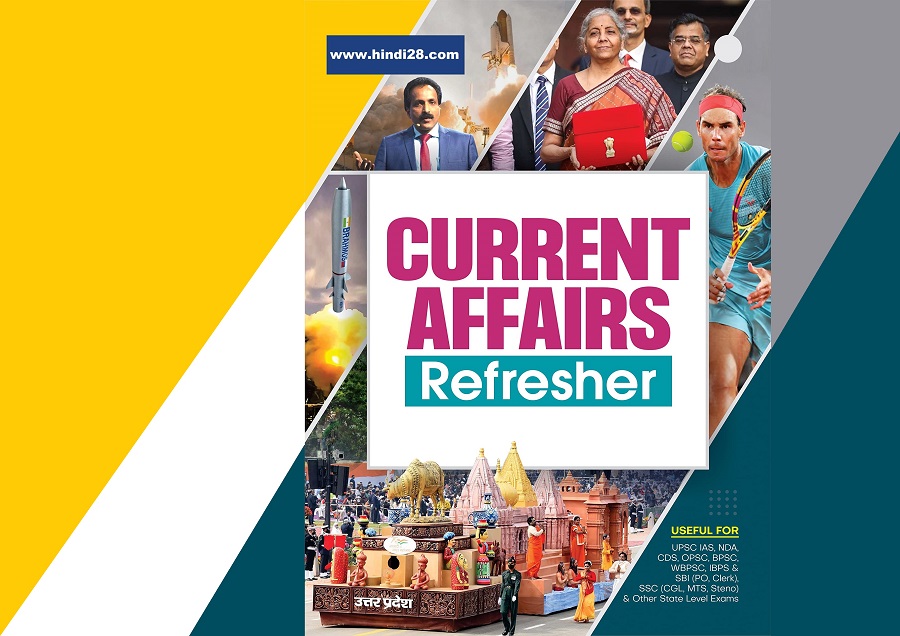 www.hindi28.com
BRAHMOS
CURRENT
AFFAIRS
Refresher
उत्तर प्रदेश
USEFUL FOR
UPSC IAS, NDA,
CDS, OPSC, BPSC,
WBPSC, IBPS &
SBI (PO, Clerk),
SSC (CGL, MTS, Steno)
& Other State Level Exams